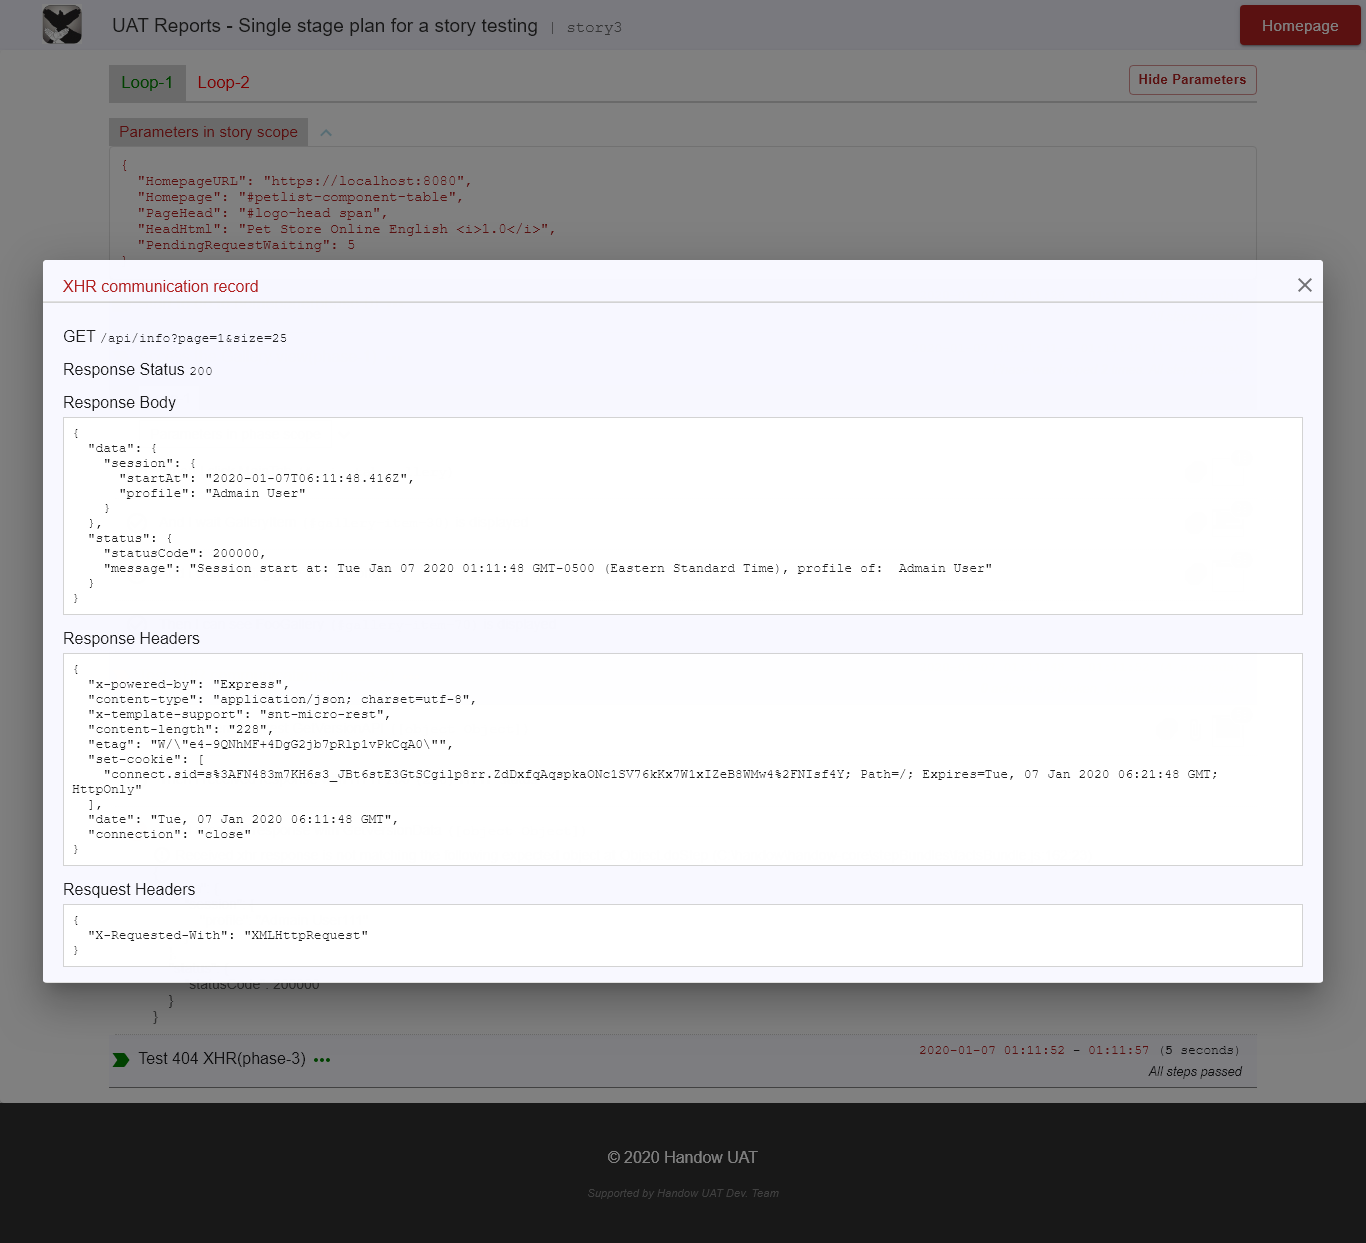 UAT Reports - Single stage plan for a story testing | story3
Homepage
Loop-1 Loop-2
Hide Parameters
Parameters in story scope
{
"HomepageURL": "https://localhost:8080",
"Homepage": "#petlist-component-table",
"PageHead": "#logo-head span",
"HeadHtml": "Pet Store Online English <i>1.0</i>",
"PendingRequestWaiting": 5
}
XHR communication record
GET /api/info?page=1&size=25
Response Status 200
Response Body
{
"data": {
"session": {
"startAt": "2020-01-07T06:11:48.416Z",
"profile": "Admain User"
}
},
"status": {
"statusCode": 200000,
"message": "Session start at: Tue Jan 07 2020 01:11:48 GMT-0500 (Eastern Standard Time), profile of:  Admain User"
}
}
Response Headers
{
"x-powered-by": "Express",
"content-type": "application/json; charset=utf-8",
"x-template-support": "snt-micro-rest",
"content-length": "228",
"etag": "W/\"e4-9QNhMF+4DgG2jb7pRlp1vPkCqA0\"",
"set-cookie": [
"connect.sid=s%3AFN483m7KH6s3_JBt6stE3GtSCgilp8rr.ZdDxfqAqspkaONc1SV76kKx7W1xIZeB8WMw4%2FNIsf4Y; Path=/; Expires=Tue, 07 Jan 2020 06:21:48 GMT;
HttpOnly"
],
"date": "Tue, 07 Jan 2020 06:11:48 GMT",
"connection": "close"
}
Resquest Headers
{
"X-Requested-With": "XMLHttpRequest"
}
statusCode : 200000
}
}
Test 404 XHR(phase-3) •••
2020-01-07 01:11:52 - 01:11:57 (5 seconds)
All steps passed
© 2020 Handow UAT
Supported by Handow UAT Dev. Team